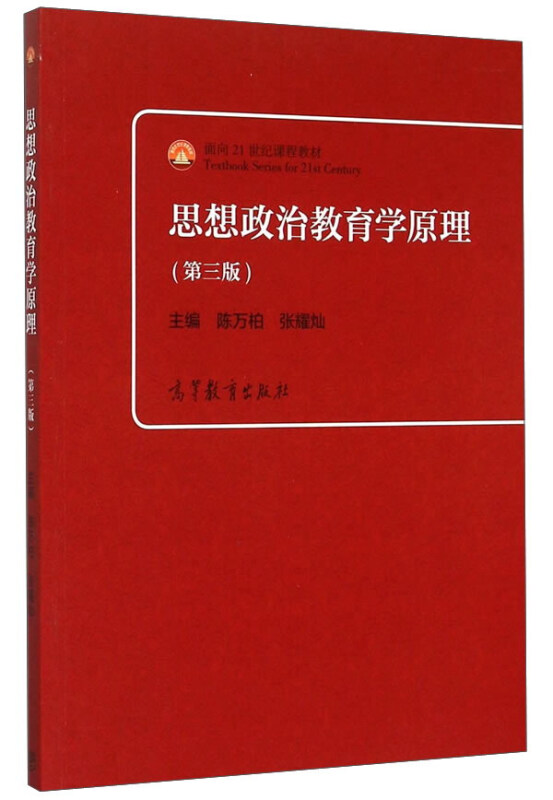 面向21世纪课程教材
Textbook Series for 21st Century
思想政治教育学原理
(第三版)
主编 陈万柏 张耀灿
高等教育出版社
思想政治教育学原理
(第三版)
主编